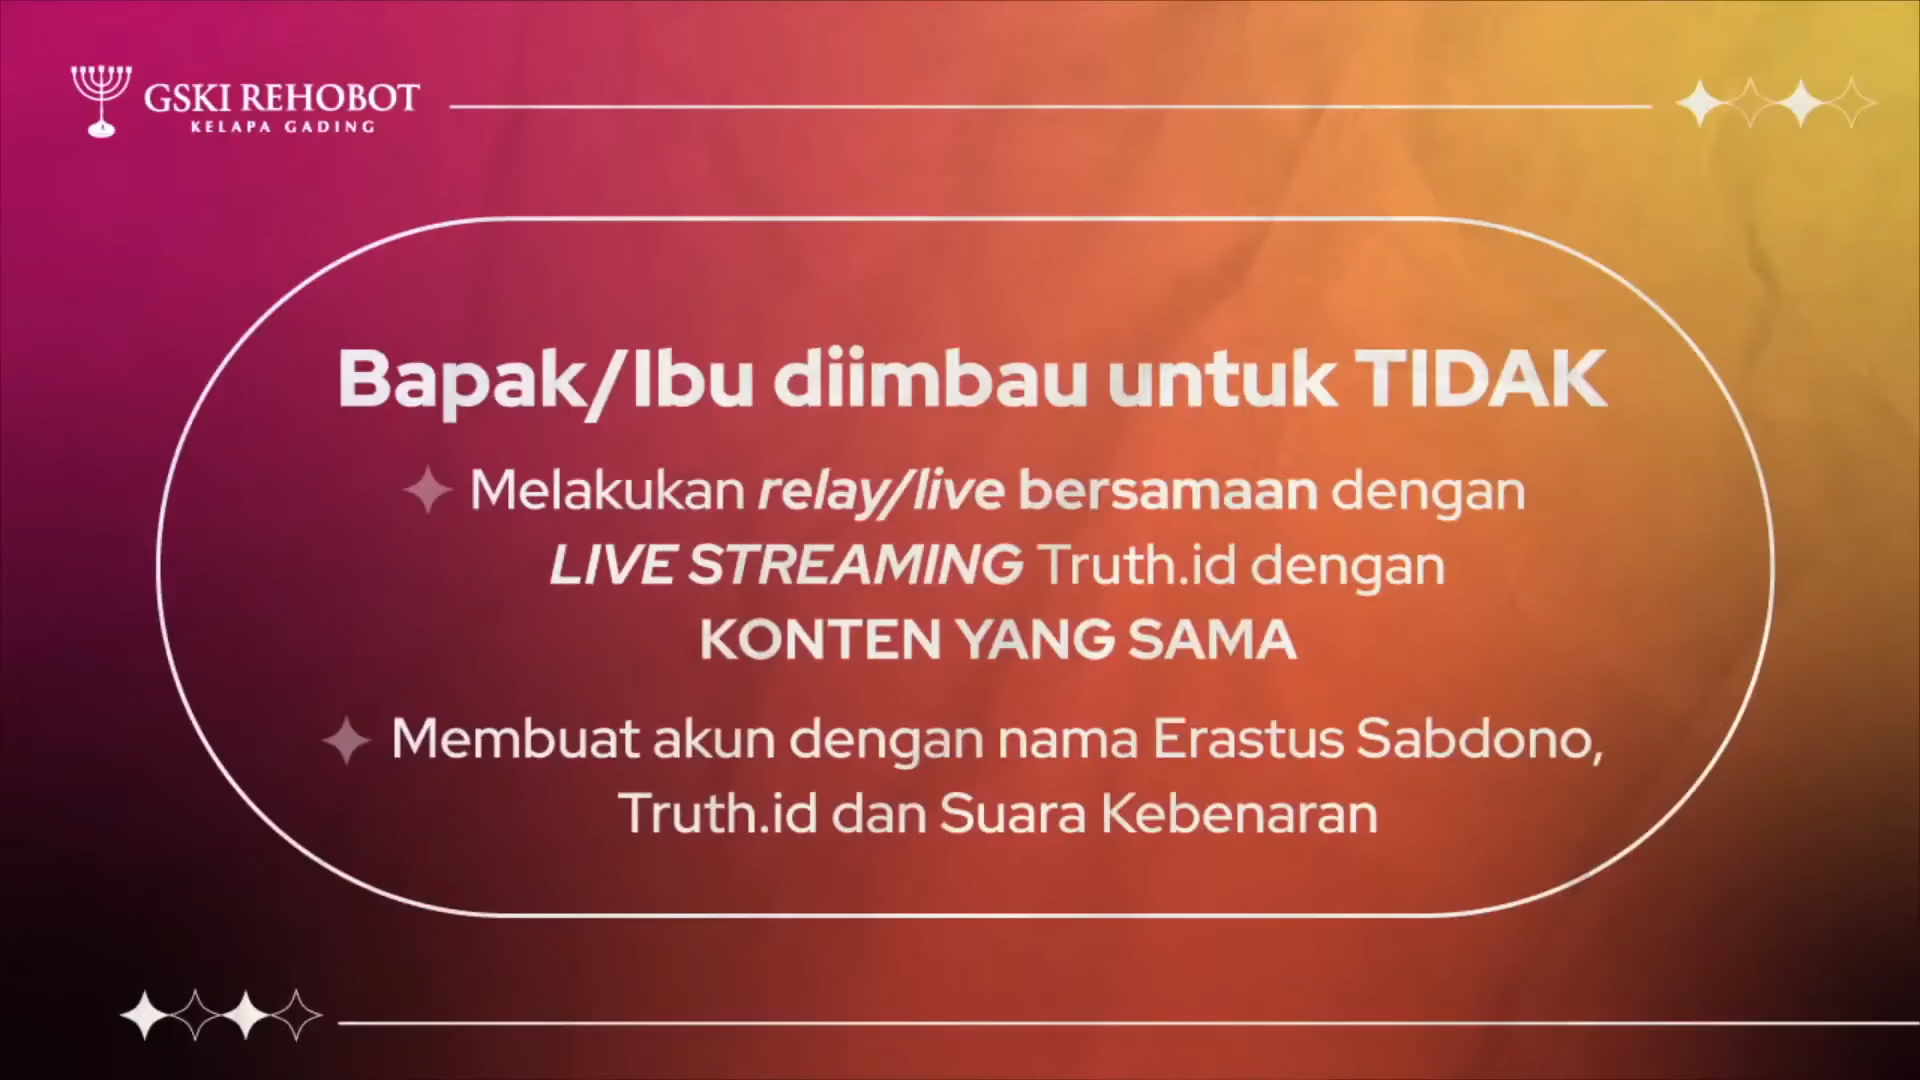 GSKI REHOBOT
KELAPA GADING
Bapak/Ibu diimbau untuk TIDAK
Melakukan relay/live bersamaan dengan
LIVE STREAMING Truth.id dengan
KONTEN YANG SAMA
Membuat akun dengan nama Erastus Sabdono,
Truth.id dan Suara Kebenaran